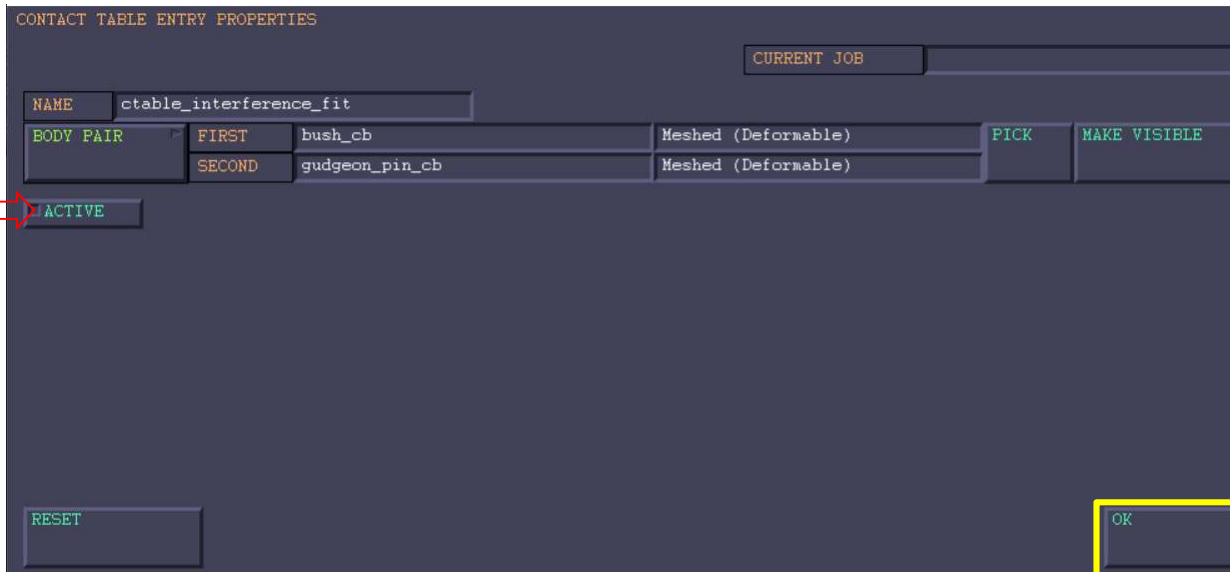 CONTACT TABLE ENTRY PROPERTIES
CURRENT JOB
NAME ctable_interference_fit
BODY PAIR FIRST bush_cb Meshed (Deformable) PICK MAKE VISIBLE
SECOND gudgeon_pin_cb Meshed (Deformable)
ACTIVE
RESET OK